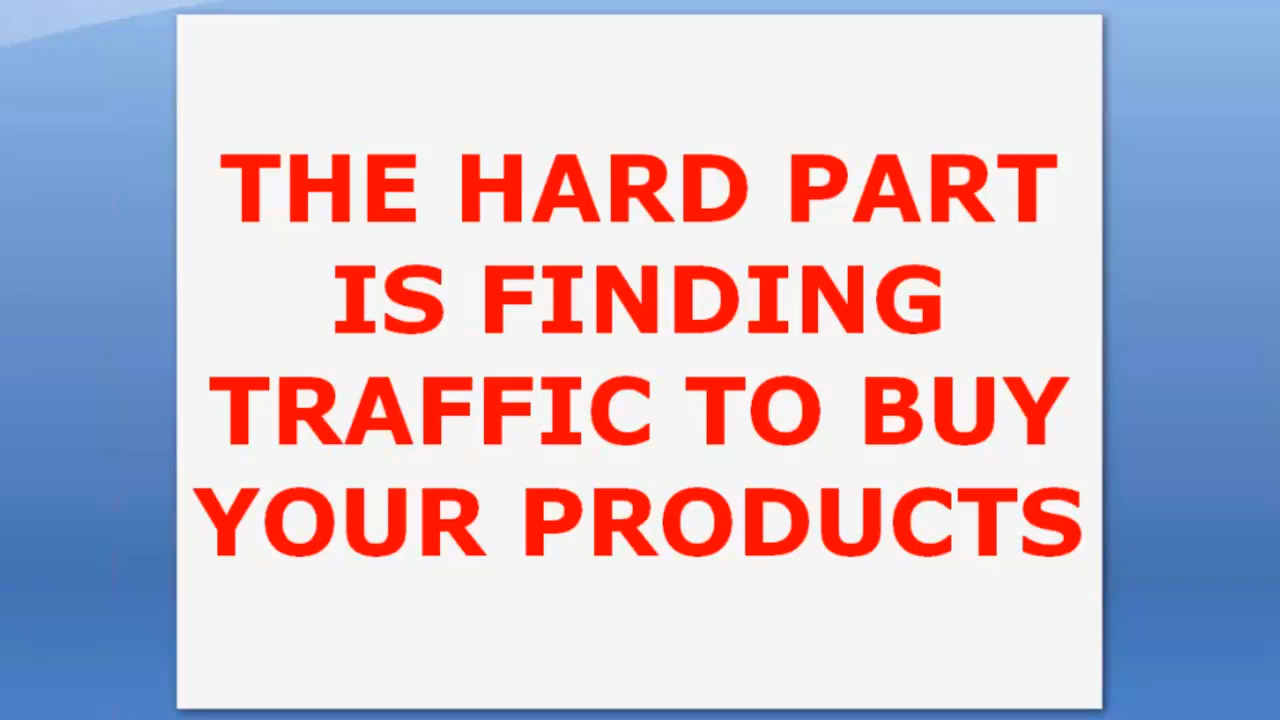 THE HARD PART
IS FINDING
TRAFFIC TO BUY
YOUR PRODUCTS